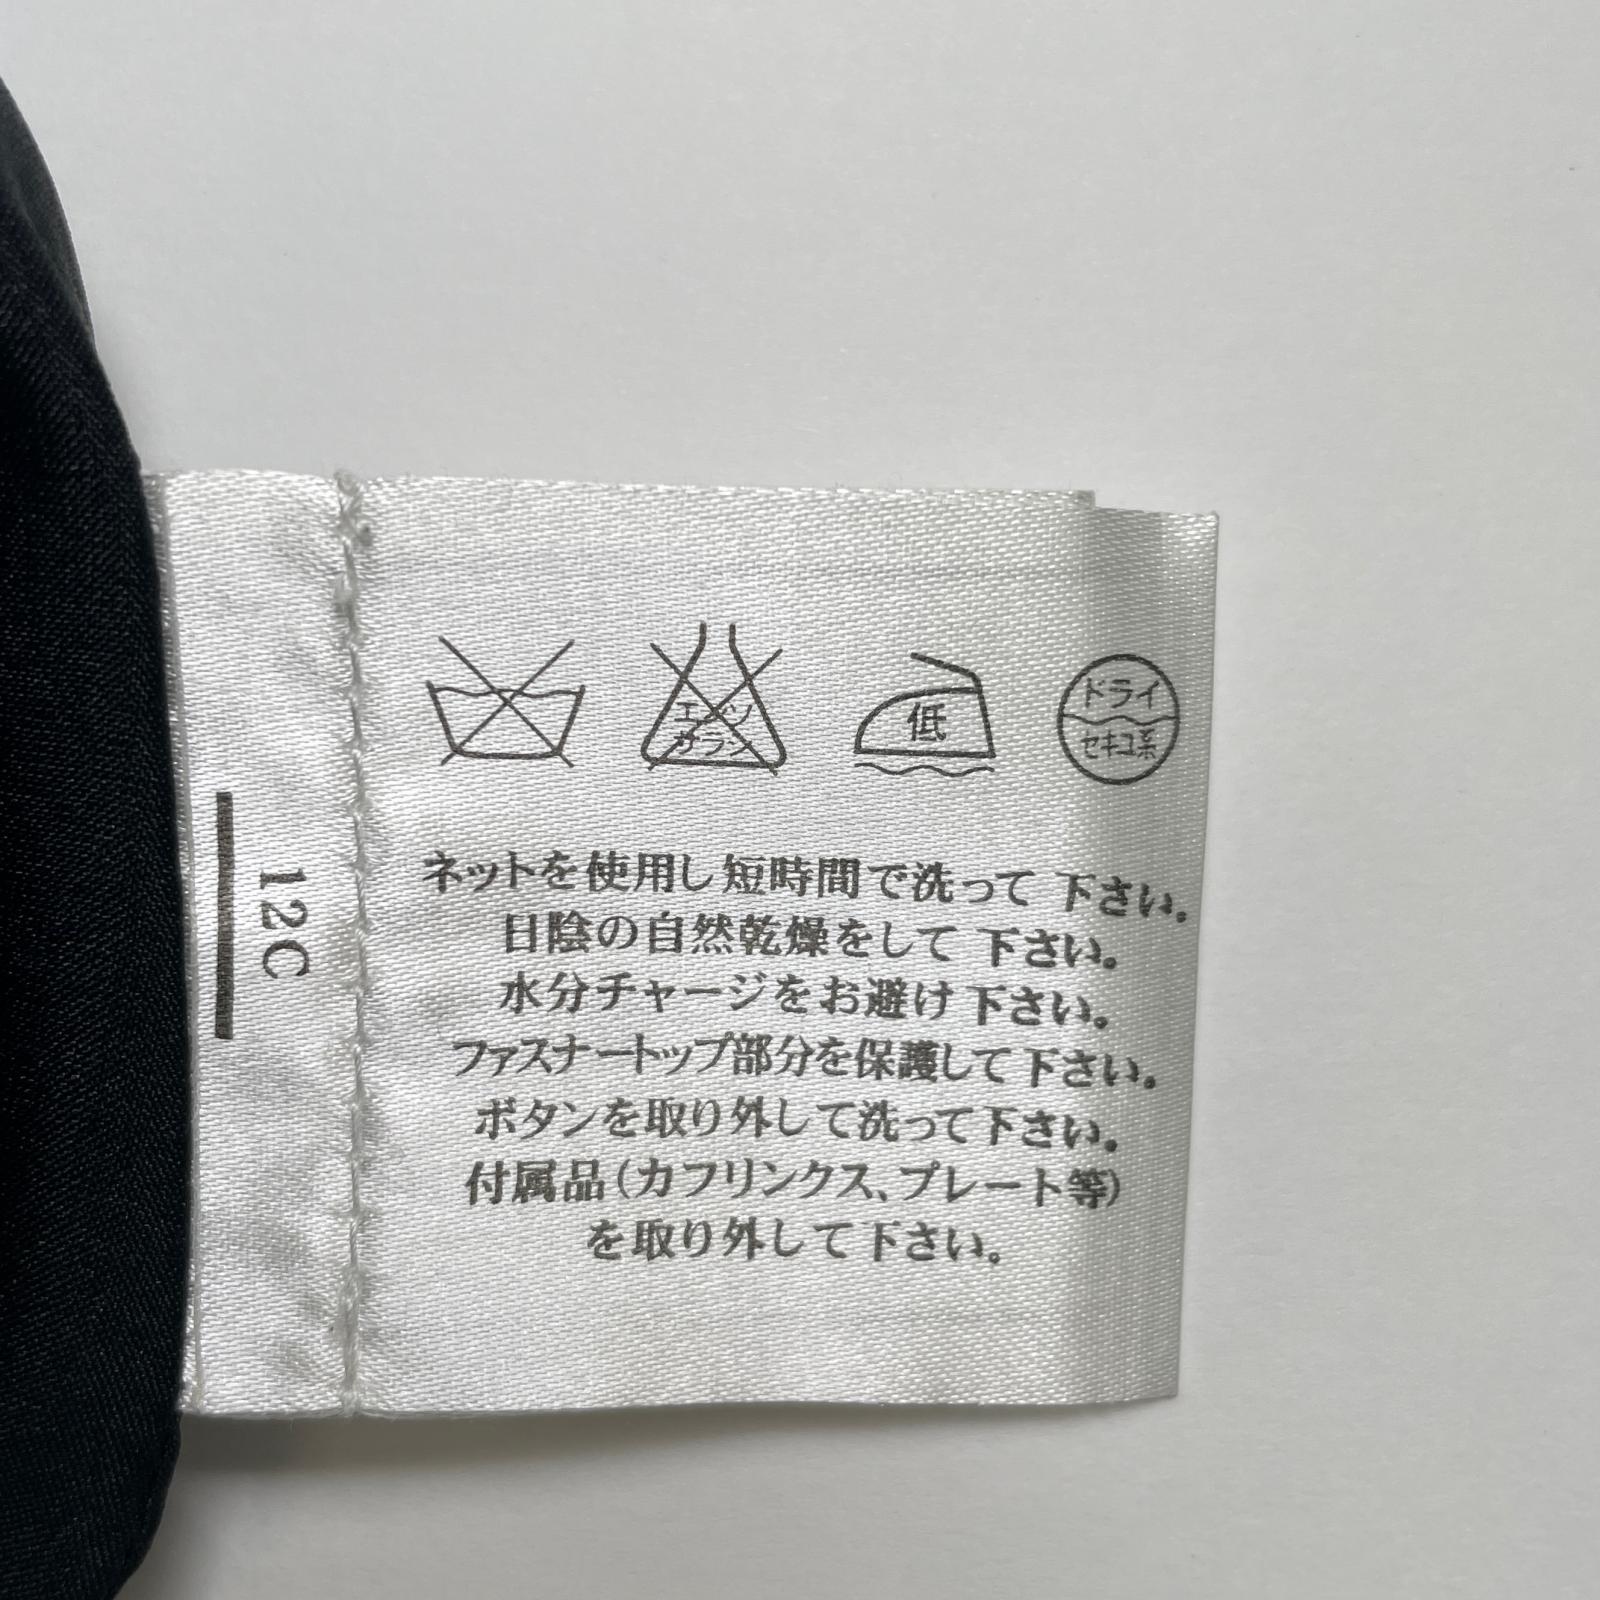 エンソ
サラシ
低
ドライ
セキユ系
12C
ネットを使用し短時間で洗って下さい。
日陰の自然乾燥をして下さい。
水分チャージをお避け下さい。
ファスナートップ部分を保護して下さい。
ボタンを取り外して洗って下さい。
付属品(カフリンクス、プレート等)
を取り外して下さい。